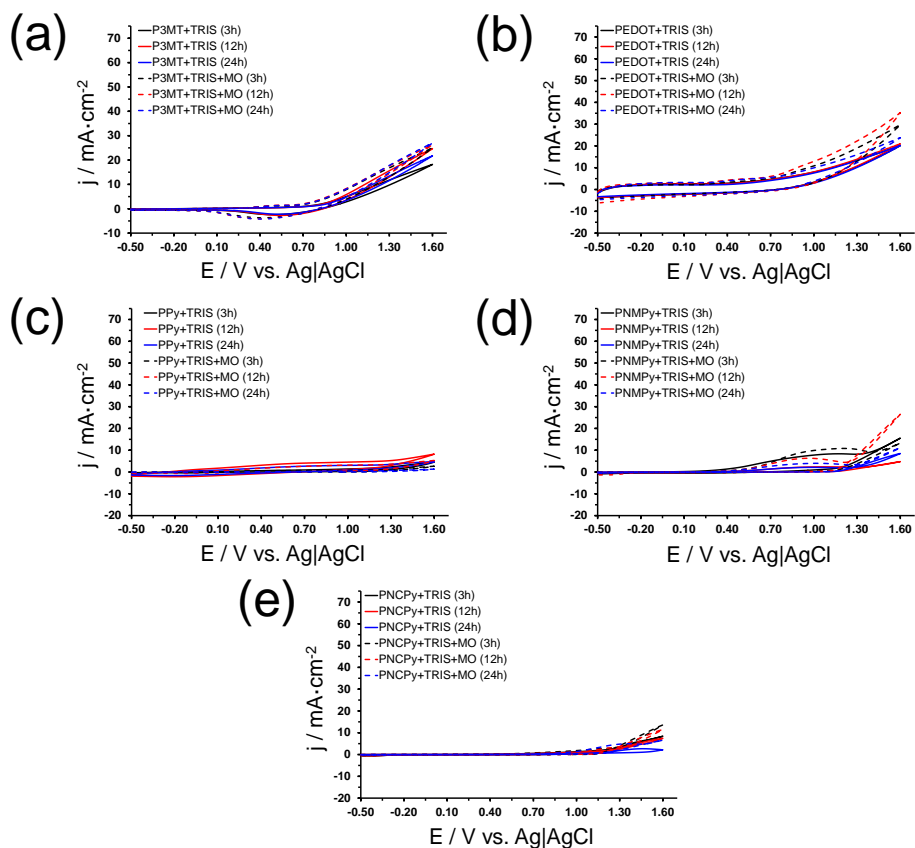 (a)
P3MT+TRIS (3h)
P3MT+TRIS (12h)
P3MT+TRIS (24h)
P3MT+TRIS+MO (3h)
P3MT+TRIS+MO (12h)
P3MT+TRIS+MO (24h)
j / mA·cm-2
70
60
50
40
30
20
10
0
-10
-0.50 -0.20 0.10 0.40 0.70 1.00 1.30 1.60
E / V vs. Ag|AgCl
(b)
PEDOT+TRIS (3h)
PEDOT+TRIS (12h)
PEDOT+TRIS (24h)
PEDOT+TRIS+MO (3h)
PEDOT+TRIS+MO (12h)
PEDOT+TRIS+MO (24h)
j / mA·cm-2
70
60
50
40
30
20
10
0
-10
-20
-0.50 -0.20 0.10 0.40 0.70 1.00 1.30 1.60
E / V vs. Ag|AgCl
(c)
PPy+TRIS (3h)
PPy+TRIS (12h)
PPy+TRIS (24h)
PPy+TRIS+MO (3h)
PPy+TRIS+MO (12h)
PPy+TRIS+MO (24h)
j / mA·cm-2
70
60
50
40
30
20
10
0
-10
-20
-0.50 -0.20 0.10 0.40 0.70 1.00 1.30 1.60
E / V vs. Ag|AgCl
(d)
PNMPy+TRIS (3h)
PNMPy+TRIS (12h)
PNMPy+TRIS (24h)
PNMPy+TRIS+MO (3h)
PNMPy+TRIS+MO (12h)
PNMPy+TRIS+MO (24h)
j / mA·cm-2
70
60
50
40
30
20
10
0
-10
-20
-0.50 -0.20 0.10 0.40 0.70 1.00 1.30 1.60
E / V vs. Ag|AgCl
(e)
PNCPy+TRIS (3h)
PNCPy+TRIS (12h)
PNCPy+TRIS (24h)
PNCPy+TRIS+MO (3h)
PNCPy+TRIS+MO (12h)
PNCPy+TRIS+MO (24h)
j / mA·cm-2
70
60
50
40
30
20
10
0
-10
-20
-0.50 -0.20 0.10 0.40 0.70 1.00 1.30 1.60
E / V vs. Ag|AgCl